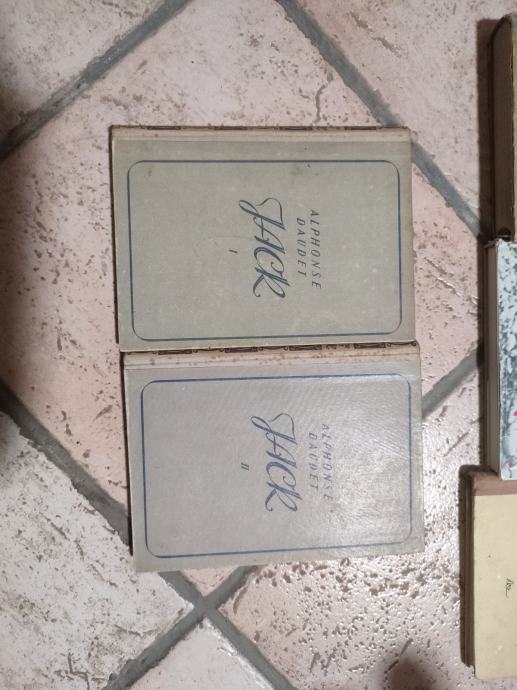 ALPHONSE
DAUDET
JACK
I
ALPHONSE
DAUDET
JACK
II